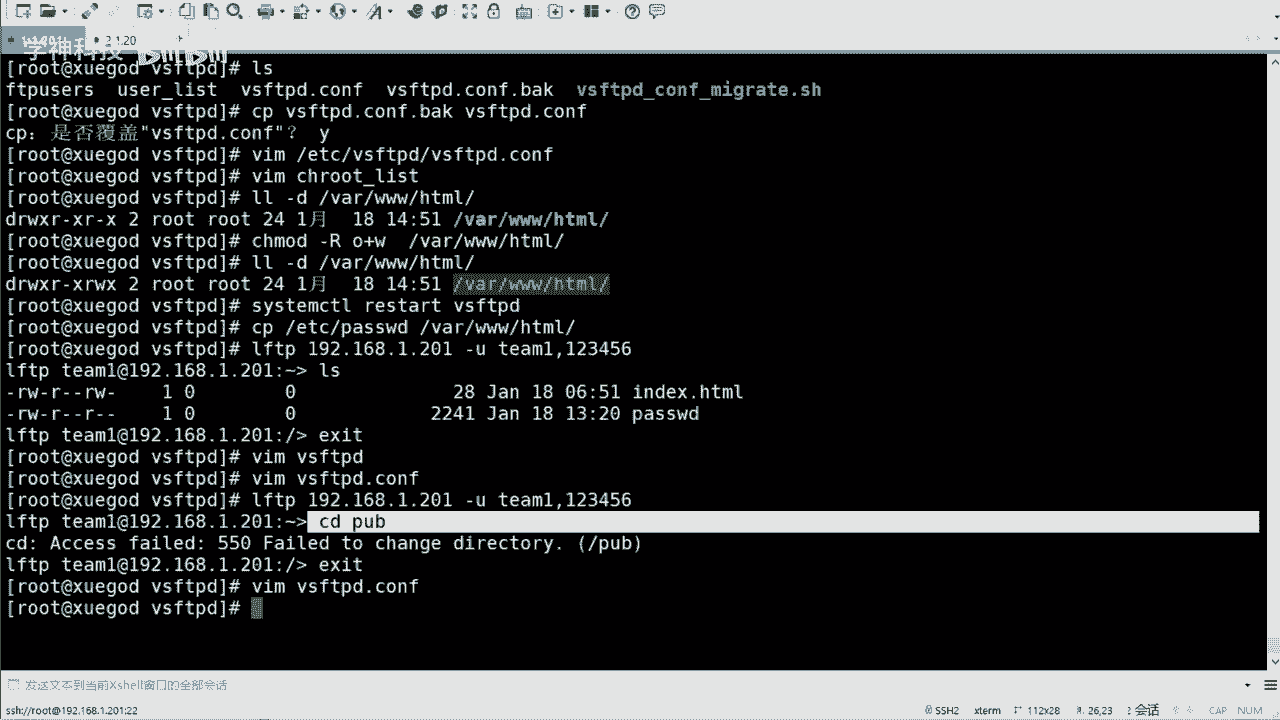 2 1.20
学神科技 bilibili
[root@xuegod vsftpd]# ls
ftpusers  user_list  vsftpd.conf  vsftpd.conf.bak  vsftpd_conf_migrate.sh
[root@xuegod vsftpd]# cp vsftpd.conf.bak vsftpd.conf
cp：是否覆盖"vsftpd.conf"？ y
[root@xuegod vsftpd]# vim /etc/vsftpd/vsftpd.conf
[root@xuegod vsftpd]# vim chroot_list
[root@xuegod vsftpd]# ll -d /var/www/html/
drwxr-xr-x 2 root root 24 1月  18 14:51 /var/www/html/
[root@xuegod vsftpd]# chmod -R o+w  /var/www/html/
[root@xuegod vsftpd]# ll -d /var/www/html/
drwxr-xrwx 2 root root 24 1月  18 14:51 /var/www/html/
[root@xuegod vsftpd]# systemctl restart vsftpd
[root@xuegod vsftpd]# cp /etc/passwd /var/www/html/
[root@xuegod vsftpd]# lftp 192.168.1.201 -u team1,123456
lftp team1@192.168.1.201:~> ls
-rw-r--rw-    1 0        0              28 Jan 18 06:51 index.html
-rw-r--r--    1 0        0            2241 Jan 18 13:20 passwd
lftp team1@192.168.1.201:/> exit
[root@xuegod vsftpd]# vim vsftpd
[root@xuegod vsftpd]# vim vsftpd.conf
[root@xuegod vsftpd]# lftp 192.168.1.201 -u team1,123456
lftp team1@192.168.1.201:~> cd pub
cd: Access failed: 550 Failed to change directory. (/pub)
lftp team1@192.168.1.201:/> exit
[root@xuegod vsftpd]# vim vsftpd.conf
[root@xuegod vsftpd]#
发送文本到当前Xshell窗口的全部会话
ssh://root@192.168.1.201:22 SSH2 xterm 112x28 26,23 2 会话 CAP NUM